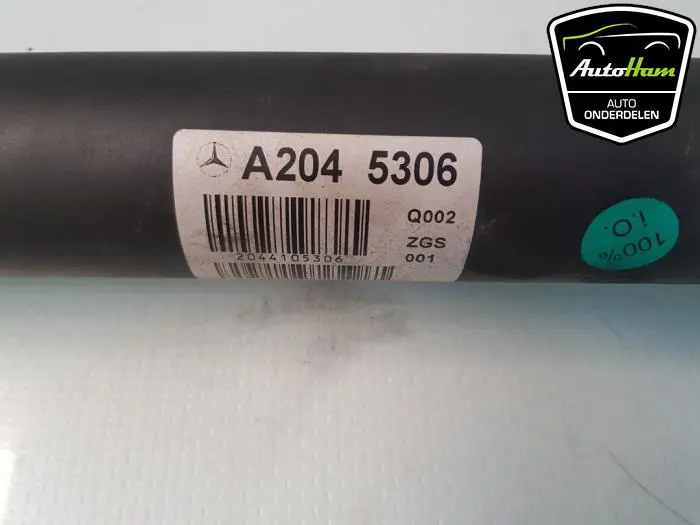 AutoHam
AUTO
ONDERDELEN
A204 5306
Q002
ZGS
001
2044105306
100%
i.O.